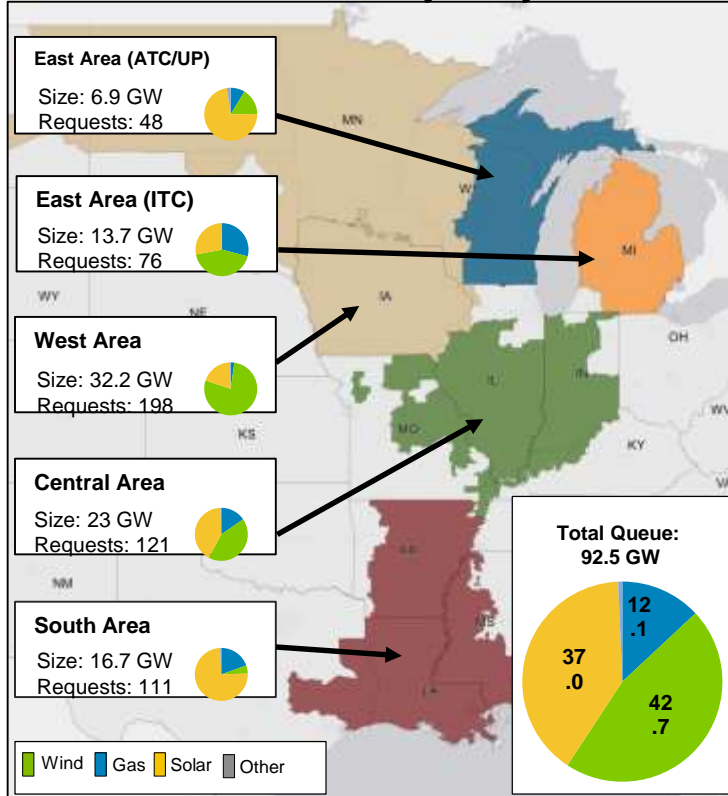 East Area (ATC/UP)
Size: 6.9 GW
Requests: 48
MN
East Area (ITC)
Size: 13.7 GW
Requests: 76
W
MI
WY
NE
IA
OH
West Area
Size: 32.2 GW
Requests: 198
IL
IN
WV
KS
MO
KY
VA
Central Area
Size: 23 GW
Requests: 121
NM
AR
MS
South Area
Size: 16.7 GW
Requests: 111
LA
Total Queue:
92.5 GW
12
.1
37
.0
42
.7
Wind Gas Solar Other